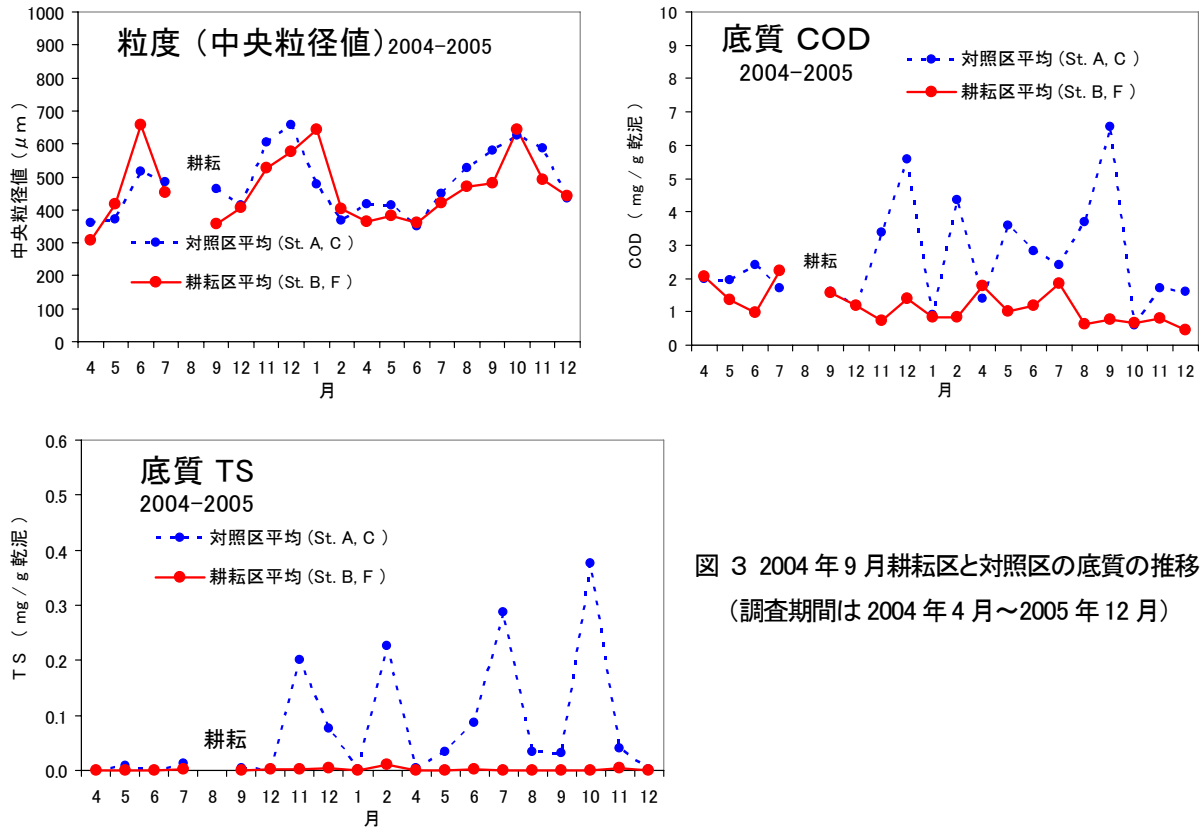 粒度（中央粒径値）2004-2005
1000
900
800
700
600
500
400
300
200
100
0
中央粒径値（μm）
耕耘
対照区平均 (St. A, C )
耕耘区平均 (St. B, F )
4 5 6 7 8 9 12 11 12 1 2 4 5 6 7 8 9 10 11 12
月
底質 COD
2004-2005
対照区平均 (St. A, C )
耕耘区平均 (St. B, F )
10
9
8
7
6
5
4
3
2
1
0
COD （ mg / g 乾泥）
耕耘
4 5 6 7 8 9 12 11 12 1 2 4 5 6 7 8 9 10 11 12
月
底質 TS
2004-2005
対照区平均 (St. A, C )
耕耘区平均 (St. B, F )
0.6
0.5
0.4
0.3
0.2
0.1
0.0
TS （ mg / g 乾泥）
耕耘
4 5 6 7 8 9 12 11 12 1 2 4 5 6 7 8 9 10 11 12
月
図 3 2004 年 9 月耕耘区と対照区の底質の推移
（調査期間は 2004 年 4 月～2005 年 12 月）